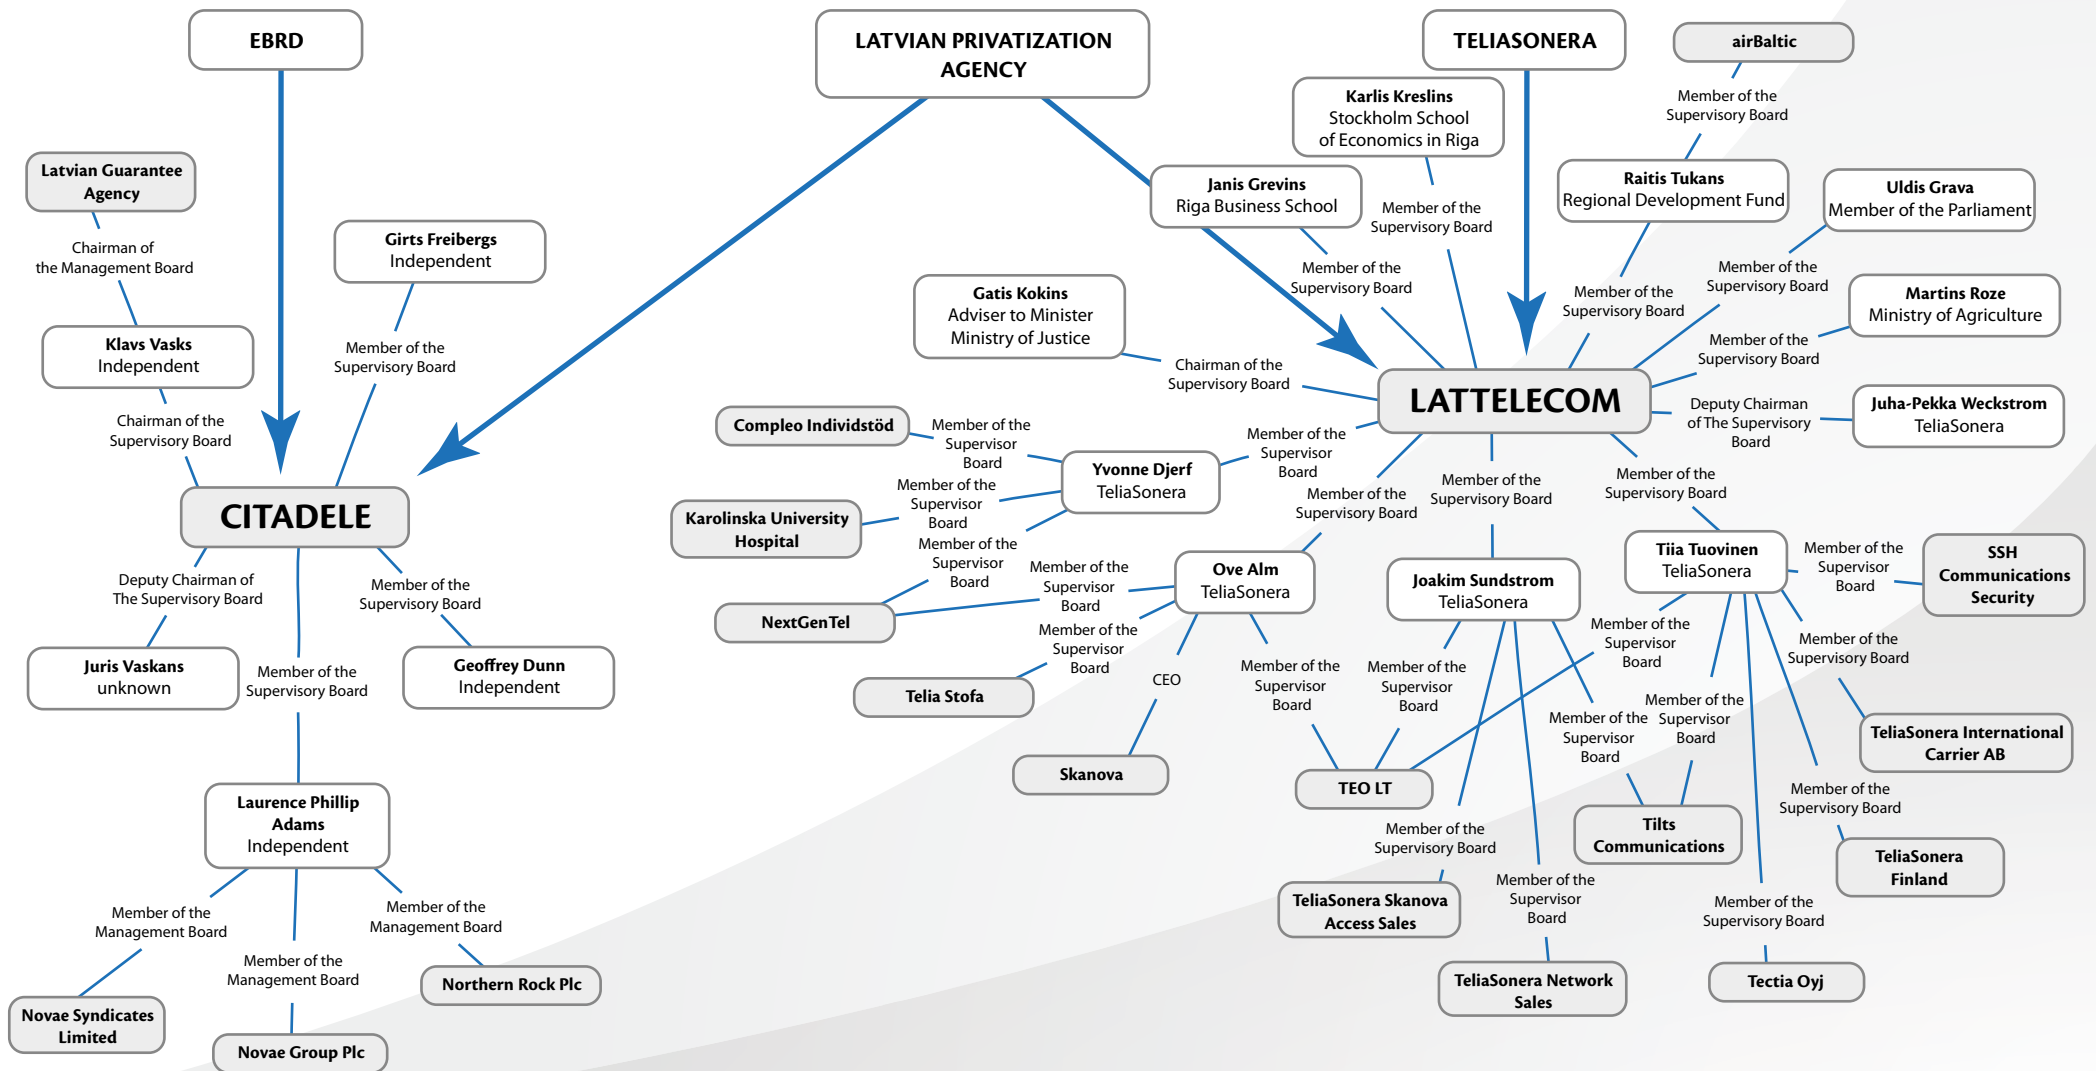 EBRD
LATVIAN PRIVATIZATION
AGENCY
TELIASONERA
airBaltic
Member of the
Supervisory Board
Karlis Kreslins
Stockholm School
of Economics in Riga
Member of the
Supervisory Board
Janis Grevins
Riga Business School
Member of the
Supervisory Board
Raitis Tukans
Regional Development Fund
Member of the
Supervisory Board
Uldis Grava
Member of the Parliament
Member of the
Supervisory Board
Martins Roze
Ministry of Agriculture
Member of the
Supervisory Board
Gatis Kokins
Adviser to Minister
Ministry of Justice
Chairman of the
Supervisory Board
Latvian Guarantee
Agency
Chairman of
the Management Board
Klavs Vasks
Independent
Chairman of the
Supervisory Board
Girts Freibergs
Independent
Member of the
Supervisory Board
CITADELE
Deputy Chairman of
The Supervisory Board
Juris Vaskans
unknown
Member of the
Supervisory Board
Member of the
Supervisory Board
Geoffrey Dunn
Independent
Laurence Phillip
Adams
Independent
Member of the
Management Board
Member of the
Management Board
Member of the
Management Board
Novae Syndicates
Limited
Novae Group Plc
Northern Rock Plc
LATTELECOM
Deputy Chairman
of The Supervisory
Board
Juha-Pekka Weckstrom
TeliaSonera
Member of the
Supervisor
Board
Yvonne Djerf
TeliaSonera
Member of the
Supervisor
Board
Compleo Individstöd
Member of the
Supervisor
Board
Karolinska University
Hospital
Member of the
Supervisor
Board
NextGenTel
Member of the
Supervisory Board
Ove Alm
TeliaSonera
Member of the
Supervisor
Board
Member of the
Supervisor
Board
Telia Stofa
CEO
Skanova
Member of the
Supervisor
Board
TEO LT
Member of the
Supervisory Board
Joakim Sundstrom
TeliaSonera
Member of the
Supervisor
Board
Member of the
Supervisory Board
TeliaSonera Skanova
Access Sales
Member of the
Supervisor
Board
TeliaSonera Network
Sales
Member of the
Supervisor
Board
Tilts
Communications
Member of the
Supervisory Board
Tiia Tuovinen
TeliaSonera
Member of the
Supervisor
Board
SSH
Communications
Security
Member of the
Supervisor
Board
Member of the
Supervisor
Board
Member of the
Supervisory Board
TeliaSonera International
Carrier AB
Member of the
Supervisory Board
TeliaSonera
Finland
Member of the
Supervisory Board
Tectia Oyj